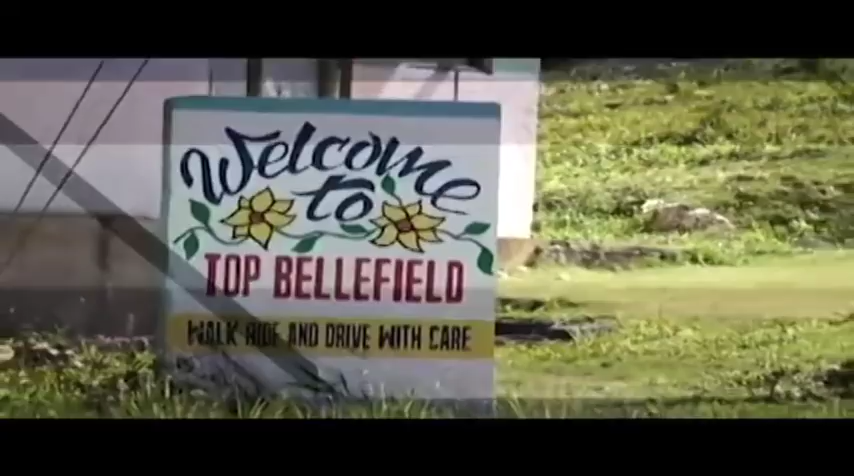 Welcome
to
TOP BELLEFIELD
WALK RIDE AND DRIVE WITH CARE